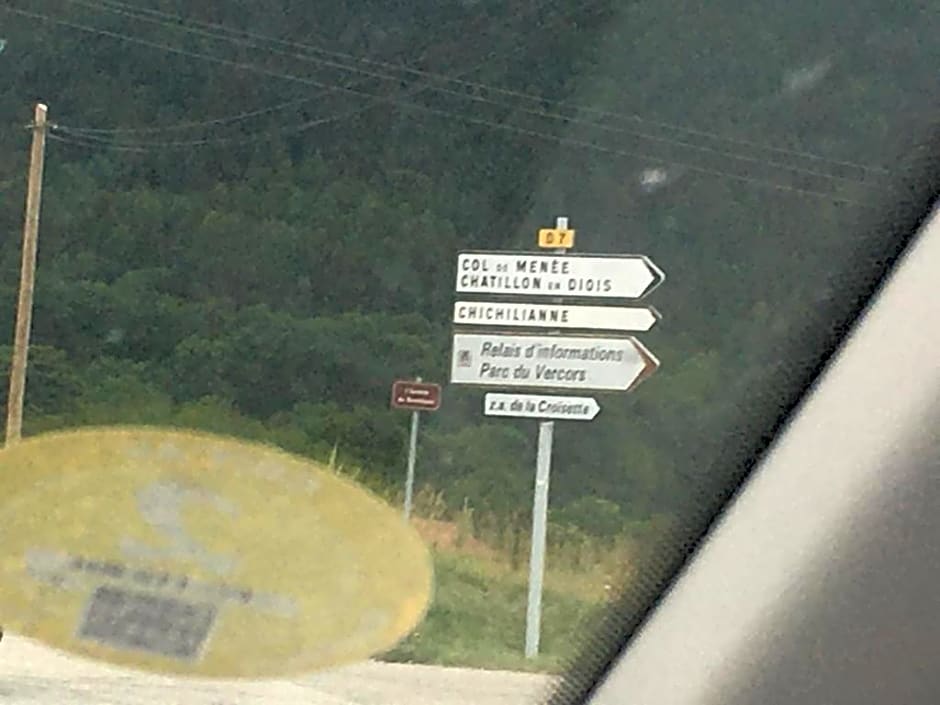 D7
COL DE MENÉE
CHATILLON EN DIOIS
CHICHILIANNE
Relais d'informations
Parc du Vercors
z.a. de la Croisette